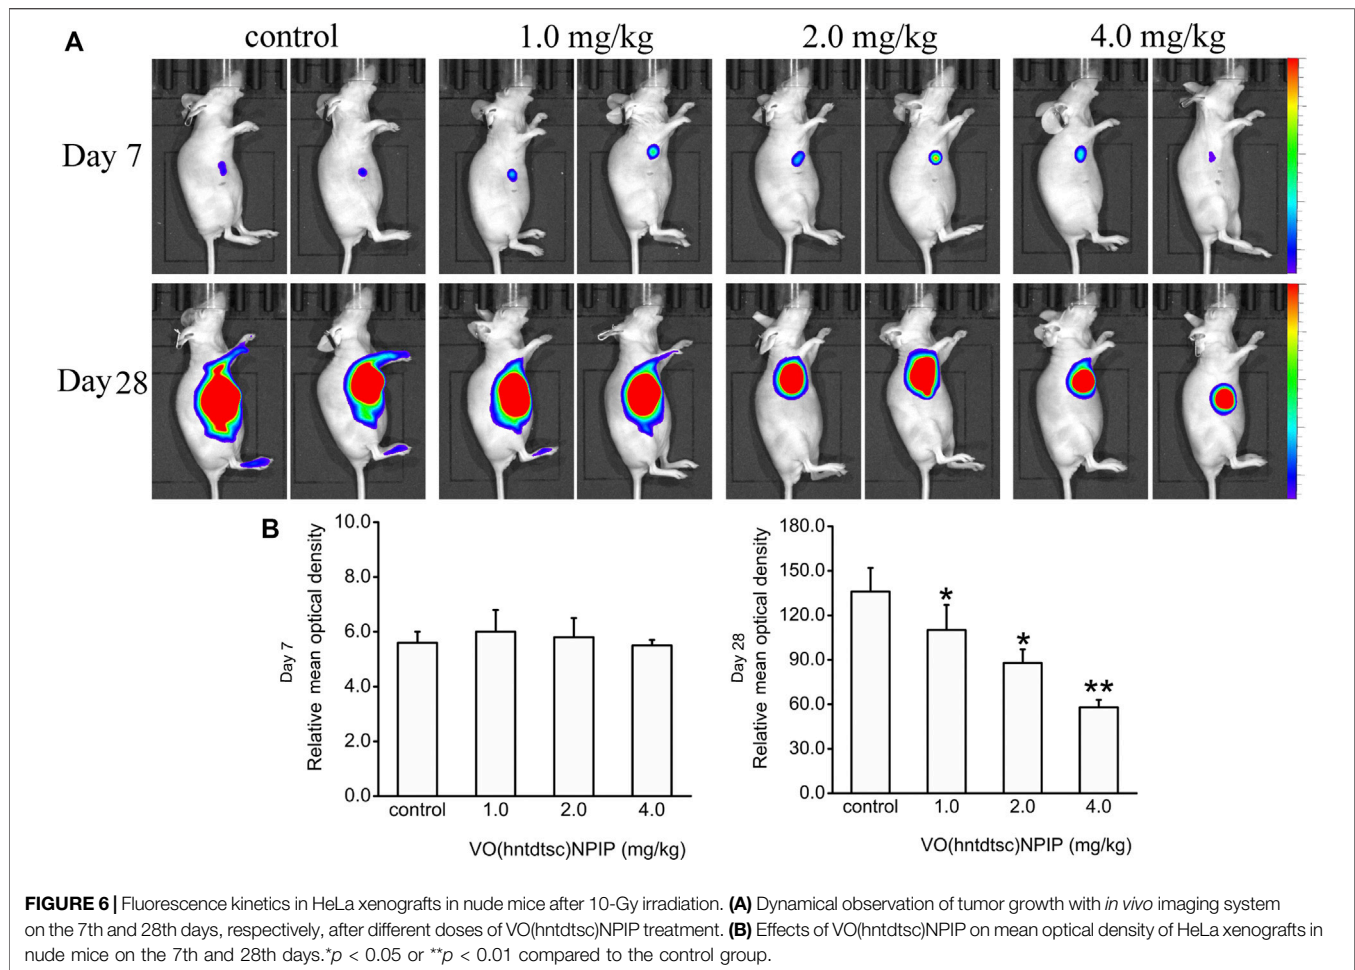 A
control 1.0 mg/kg 2.0 mg/kg 4.0 mg/kg
Day 7
Day 28
B
Day 7
Relative mean optical density
10.0
8.0
6.0
4.0
2.0
0.0
control 1.0 2.0 4.0
VO(hntdtsc)NPIP (mg/kg)
Day 28
Relative mean optical density
180.0
150.0
120.0
90.0
60.0
30.0
0.0
*
*
**
control 1.0 2.0 4.0
VO(hntdtsc)NPIP (mg/kg)
FIGURE 6 | Fluorescence kinetics in HeLa xenografts in nude mice after 10-Gy irradiation. (A) Dynamical observation of tumor growth with in vivo imaging system
on the 7th and 28th days, respectively, after different doses of VO(hntdtsc)NPIP treatment. (B) Effects of VO(hntdtsc)NPIP on mean optical density of HeLa xenografts in
nude mice on the 7th and 28th days.*p < 0.05 or **p < 0.01 compared to the control group.